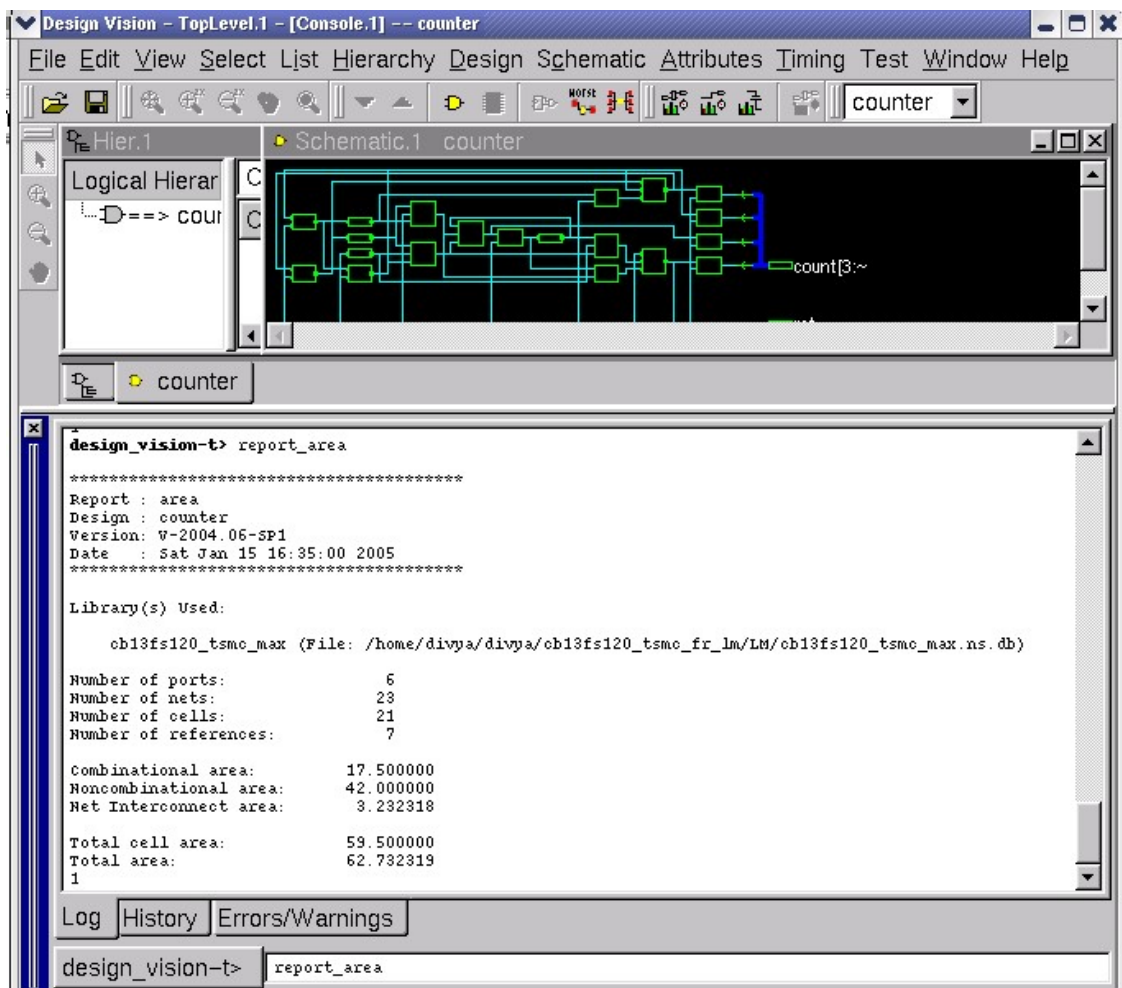 Design Vision - TopLevel.1 - [Console.1] -- counter
File Edit View Select List Hierarchy Design Schematic Attributes Timing Test Window Help
counter
Hier.1
Schematic.1 counter
Logical Hierar
==> cour
count[3:~
counter
design_vision-t> report_area
****************************************
Report : area
Design : counter
Version: V-2004.06-SP1
Date : Sat Jan 15 16:35:00 2005
****************************************
Library(s) Used:
cb13fs120_tsmc_max (File: /home/divya/divya/cb13fs120_tsmc_fr_lm/LM/cb13fs120_tsmc_max.ns.db)
Number of ports: 6
Number of nets: 23
Number of cells: 21
Number of references: 7
Combinational area: 17.500000
Noncombinational area: 42.000000
Net Interconnect area: 3.232318
Total cell area: 59.500000
Total area: 62.732319
1
Log History Errors/Warnings
design_vision-t> report_area